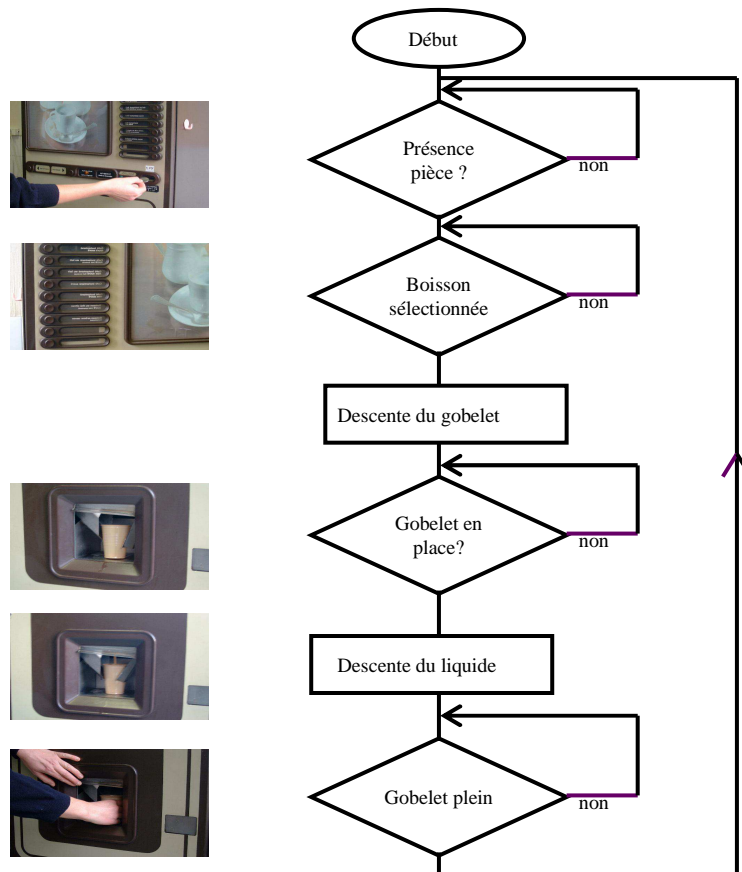 Début
Présence
pièce ?
non
Boisson
sélectionnée
non
Descente du gobelet
Gobelet en
place?
non
Descente du liquide
Gobelet plein
non